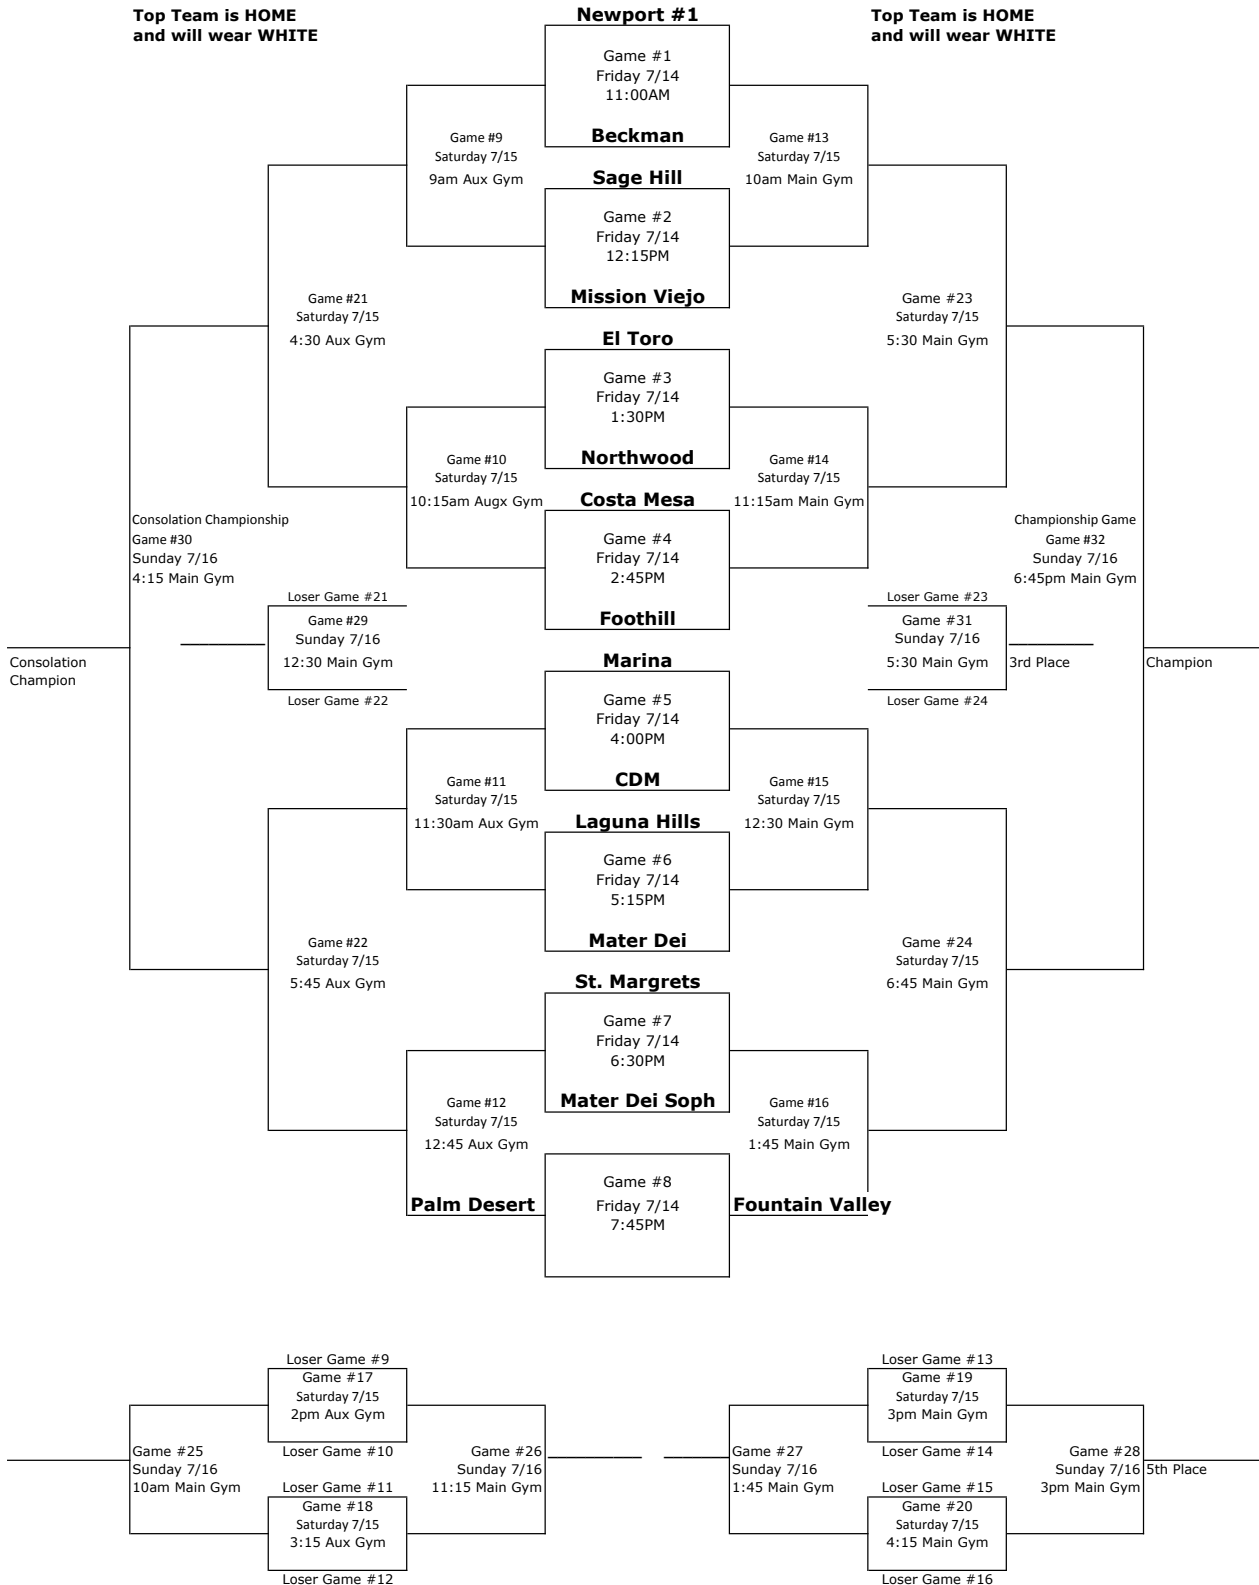 Top Team is HOME
and will wear WHITE
Newport #1
Top Team is HOME
and will wear WHITE
Game #1
Friday 7/14
11:00AM
Beckman
Game #9
Saturday 7/15
9am Aux Gym
Game #13
Saturday 7/15
10am Main Gym
Sage Hill
Game #2
Friday 7/14
12:15PM
Mission Viejo
Game #21
Saturday 7/15
4:30 Aux Gym
Game #23
Saturday 7/15
5:30 Main Gym
El Toro
Game #3
Friday 7/14
1:30PM
Northwood
Game #10
Saturday 7/15
10:15am Augx Gym
Game #14
Saturday 7/15
11:15am Main Gym
Costa Mesa
Game #4
Friday 7/14
2:45PM
Foothill
Consolation Championship
Game #30
Sunday 7/16
4:15 Main Gym
Championship Game
Game #32
Sunday 7/16
6:45pm Main Gym
Loser Game #21
Game #29
Sunday 7/16
12:30 Main Gym
Loser Game #22
Loser Game #23
Game #31
Sunday 7/16
5:30 Main Gym
Loser Game #24
Consolation
Champion
3rd Place
Champion
Marina
Game #5
Friday 7/14
4:00PM
CDM
Game #11
Saturday 7/15
11:30am Aux Gym
Game #15
Saturday 7/15
12:30 Main Gym
Laguna Hills
Game #6
Friday 7/14
5:15PM
Mater Dei
Game #22
Saturday 7/15
5:45 Aux Gym
Game #24
Saturday 7/15
6:45 Main Gym
St. Margrets
Game #7
Friday 7/14
6:30PM
Mater Dei Soph
Game #12
Saturday 7/15
12:45 Aux Gym
Game #16
Saturday 7/15
1:45 Main Gym
Palm Desert
Game #8
Friday 7/14
7:45PM
Fountain Valley
Loser Game #9
Game #17
Saturday 7/15
2pm Aux Gym
Loser Game #10
Game #25
Sunday 7/16
10am Main Gym
Game #26
Sunday 7/16
11:15 Main Gym
Loser Game #11
Game #18
Saturday 7/15
3:15 Aux Gym
Loser Game #12
Loser Game #13
Game #19
Saturday 7/15
3pm Main Gym
Loser Game #14
Game #27
Sunday 7/16
1:45 Main Gym
Game #28
Sunday 7/16
3pm Main Gym
5th Place
Loser Game #15
Game #20
Saturday 7/15
4:15 Main Gym
Loser Game #16